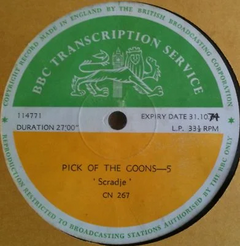 COPYRIGHT RECORD MADE IN ENGLAND BY THE BRITISH BROADCASTING CORPORATION
BBC TRANSCRIPTION SERVICE
114771
EXPIRY DATE 31.10.74
DURATION 27'00"
L.P. 33⅓ RPM
PICK OF THE GOONS—5
'Scradje'
CN 267
REPRODUCTION RESTRICTED TO BROADCASTING STATIONS AUTHORISED BY THE BBC ONLY